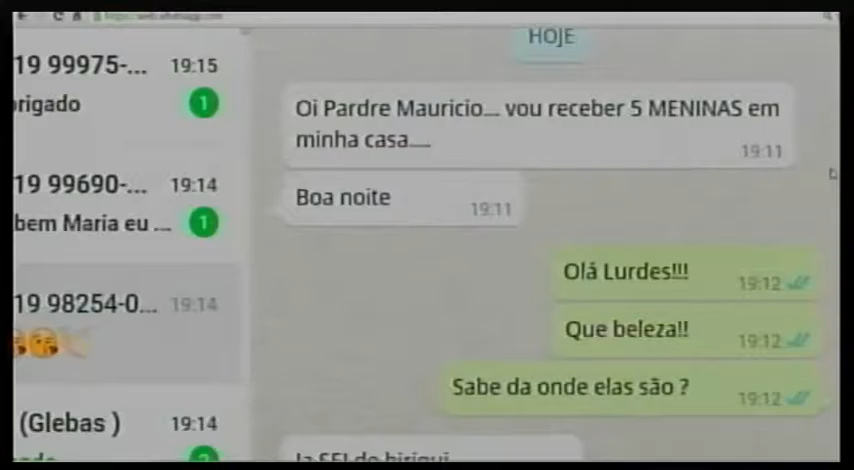 19 99975-... 19:15
origado 1
19 99690-... 19:14
bem Maria eu ... 1
19 98254-0... 19:14
(Glebas ) 19:14
HOJE
Oi Pardre Mauricio.... vou receber 5 MENINAS em
minha casa.....
19:11
Boa noite 19:11
Olá Lurdes!!! 19:12
Que beleza!! 19:12
Sabe da onde elas são ? 19:12